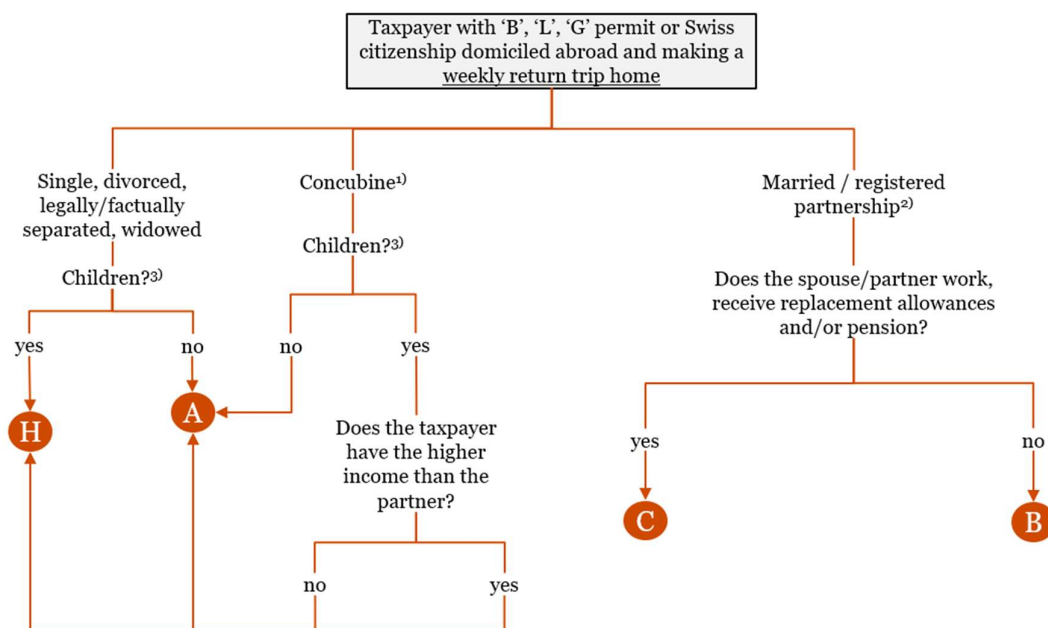 Taxpayer with ‘B’, ‘L’, ‘G’ permit or Swiss
citizenship domiciled abroad and making a
weekly return trip home
Single, divorced,
legally/factually
separated, widowed
Children?3)
yes
no
H
A
Concubine1)
Children?3)
no
yes
Does the taxpayer
have the higher
income than the
partner?
no
yes
Married / registered
partnership2)
Does the spouse/partner work,
receive replacement allowances
and/or pension?
yes
no
C
B